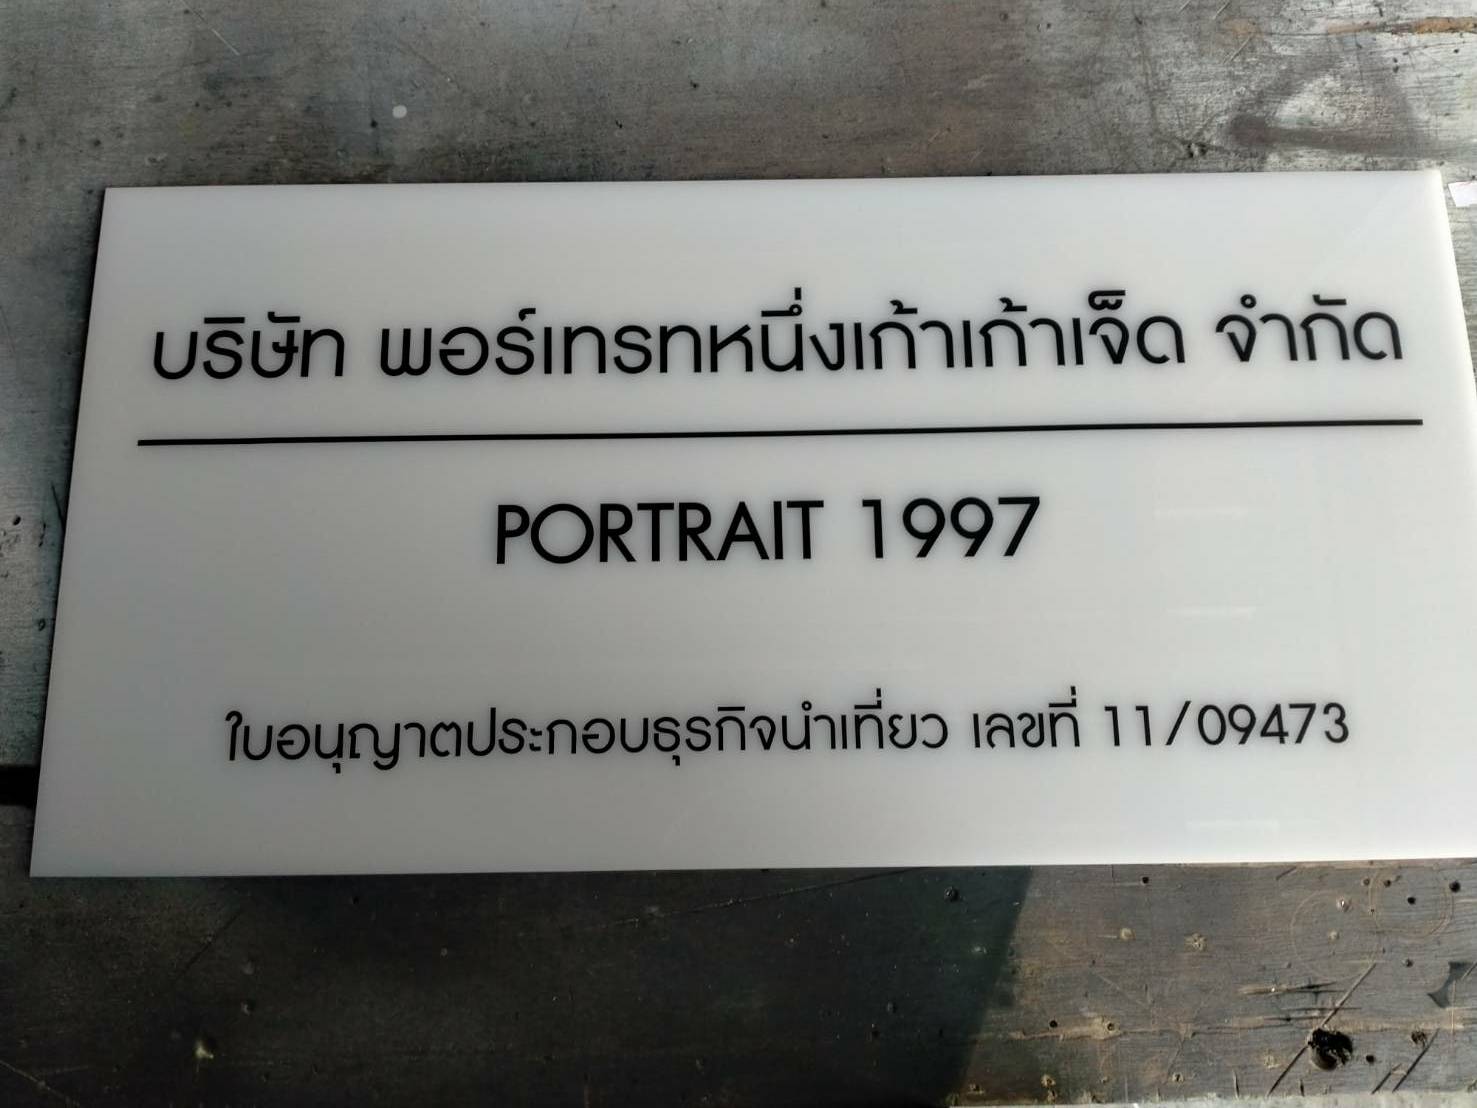 บริษัท พอร์เทรทหนึ่งเก้าเก้าเจ็ด จำกัด
PORTRAIT 1997
ใบอนุญาตประกอบธุรกิจนำเที่ยว เลขที่ 11/09473